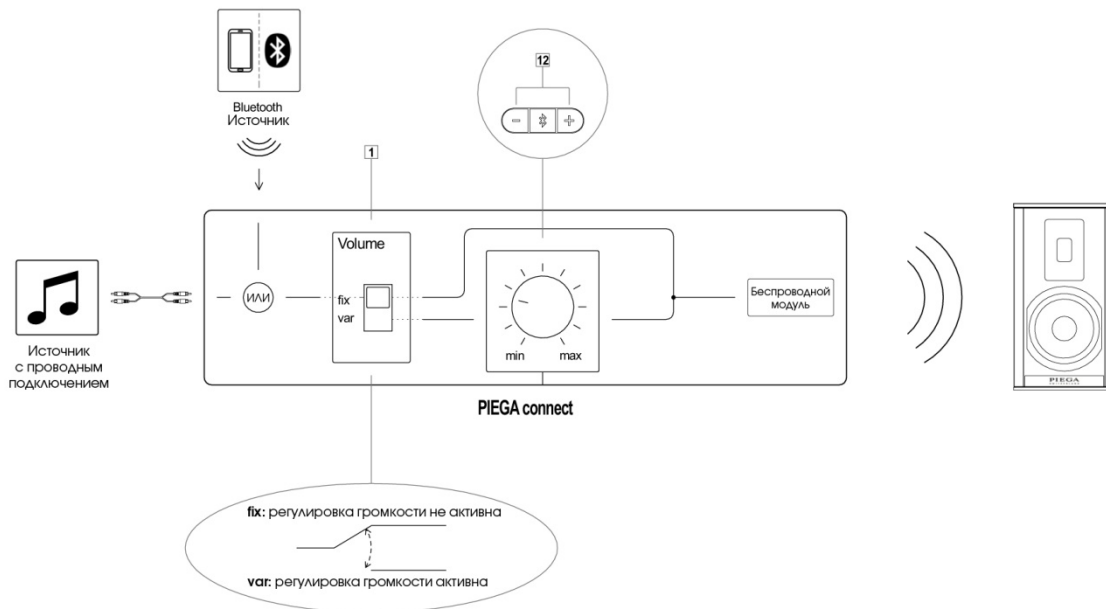 12
Bluetooth
Источник
1
Volume
ИЛИ
fix
var
min
max
Беспроводной
модуль
Источник
с проводным
подключением
PIEGA
PIEGA connect
fix: регулировка громкости не активна
var: регулировка громкости активна